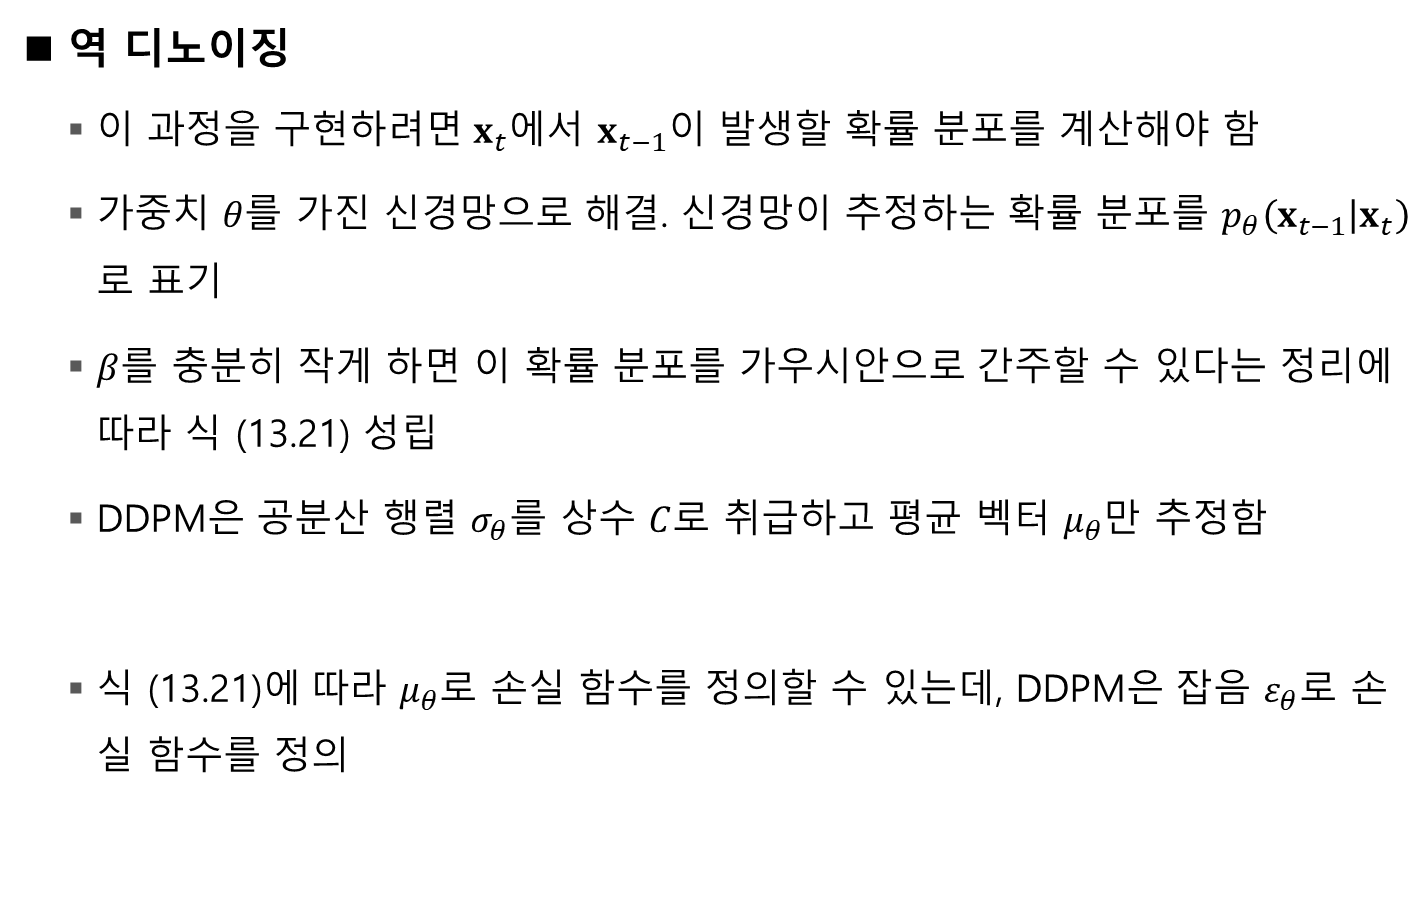 ■ 역 디노이징
▪ 이 과정을 구현하려면 𝐱ₜ에서 𝐱ₜ₋₁이 발생할 확률 분포를 계산해야 함
▪ 가중치 𝜃를 가진 신경망으로 해결. 신경망이 추정하는 확률 분포를 𝑝_𝜃(𝐱ₜ₋₁|𝐱ₜ)
로 표기
▪ 𝛽를 충분히 작게 하면 이 확률 분포를 가우시안으로 간주할 수 있다는 정리에
따라 식 (13.21) 성립
▪ DDPM은 공분산 행렬 𝜎_𝜃를 상수 𝐶로 취급하고 평균 벡터 𝜇_𝜃만 추정함
▪ 식 (13.21)에 따라 𝜇_𝜃로 손실 함수를 정의할 수 있는데, DDPM은 잡음 𝜀_𝜃로 손
실 함수를 정의